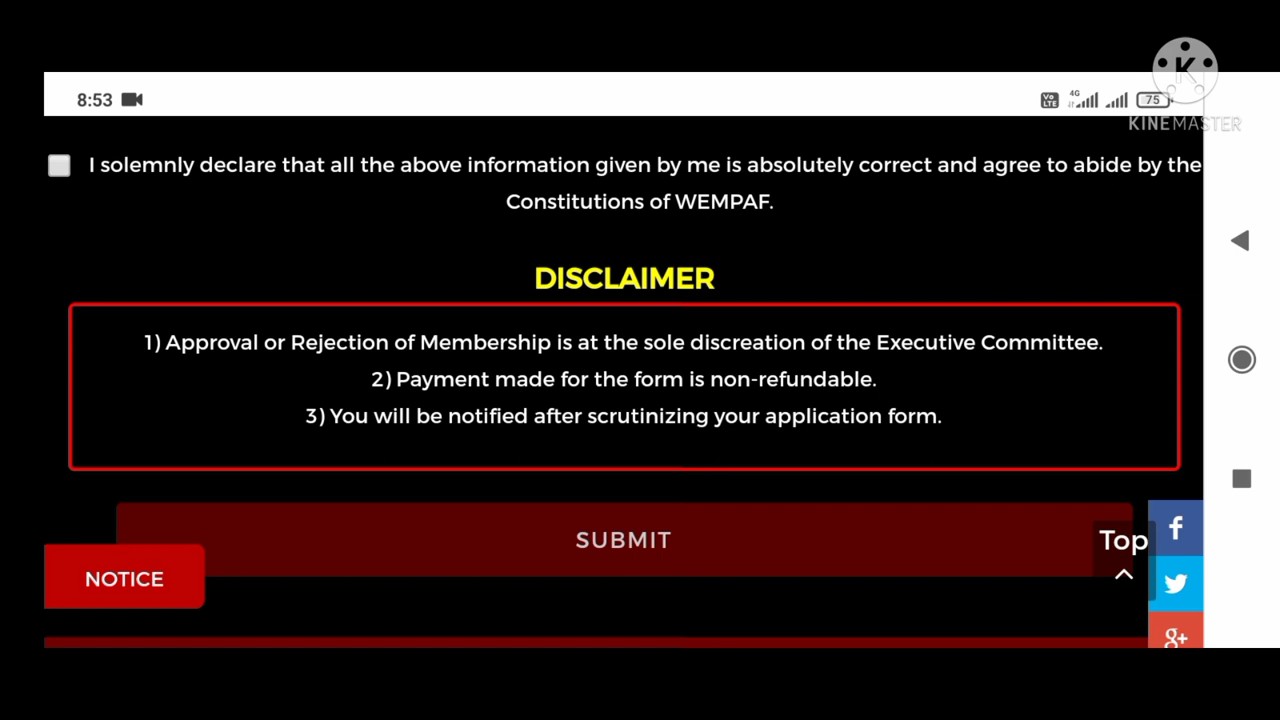 8:53
Vo LTE
4G
75
K
KINEMASTER
I solemnly declare that all the above information given by me is absolutely correct and agree to abide by the
Constitutions of WEMPAF.
DISCLAIMER
1) Approval or Rejection of Membership is at the sole discreation of the Executive Committee.
2) Payment made for the form is non-refundable.
3) You will be notified after scrutinizing your application form.
SUBMIT
Top
f
NOTICE
g+